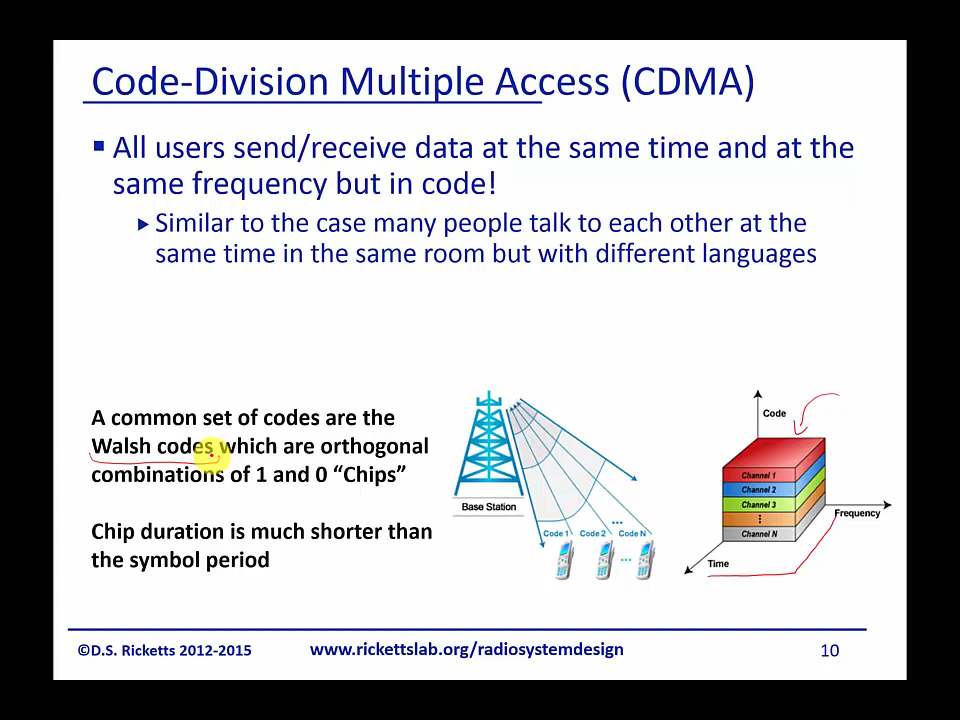 Code-Division Multiple Access (CDMA)
All users send/receive data at the same time and at the
same frequency but in code!
Similar to the case many people talk to each other at the
same time in the same room but with different languages
A common set of codes are the
Walsh codes which are orthogonal
combinations of 1 and 0 “Chips”
Chip duration is much shorter than
the symbol period
Base Station
...
Code 1 Code 2 Code N
...
Code
Channel 1
Channel 2
Channel 3
Channel N
Frequency
Time
©D.S. Ricketts 2012-2015
www.rickettslab.org/radiosystemdesign
10